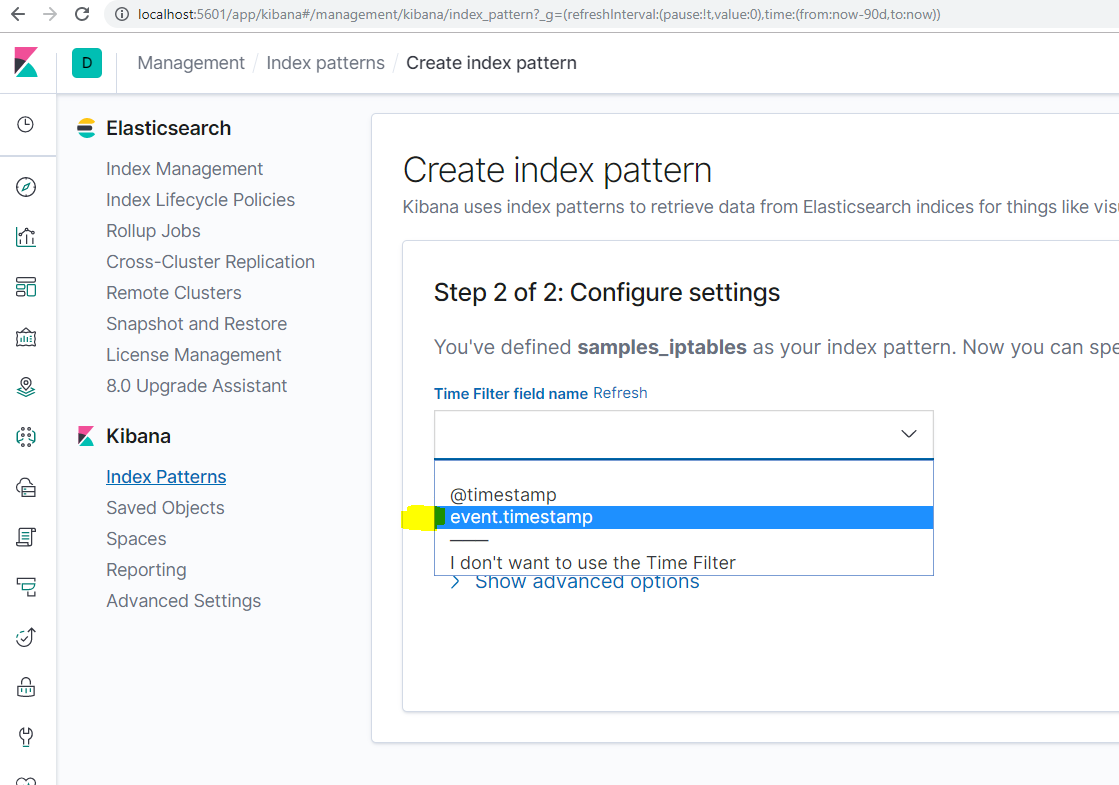 localhost:5601/app/kibana#/management/kibana/index_pattern?_g=(refreshInterval:(pause:!t,value:0),time:(from:now-90d,to:now))
D Management / Index patterns / Create index pattern
Elasticsearch
Index Management
Index Lifecycle Policies
Rollup Jobs
Cross-Cluster Replication
Remote Clusters
Snapshot and Restore
License Management
8.0 Upgrade Assistant
Kibana
Index Patterns
Saved Objects
Spaces
Reporting
Advanced Settings
Create index pattern
Kibana uses index patterns to retrieve data from Elasticsearch indices for things like
Step 2 of 2: Configure settings
You've defined samples_iptables as your index pattern. Now you can
Time Filter field name Refresh
@timestamp
event.timestamp
I don't want to use the Time Filter
Show advanced options